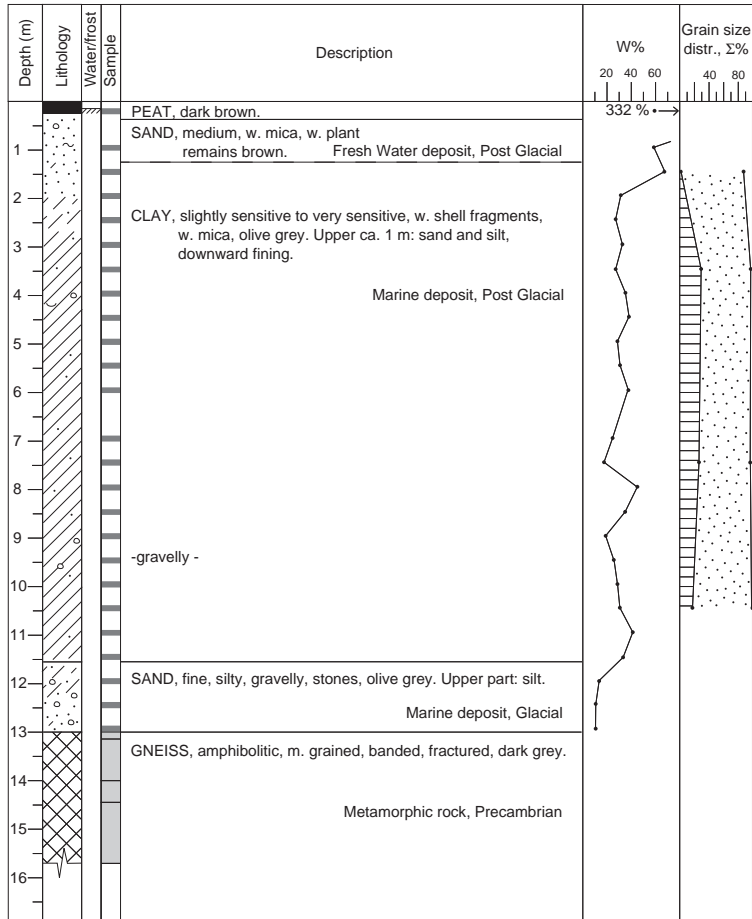 Depth (m)
Lithology
Water/frost
Sample
Description
W%
20 40 60
Grain size
distr., Σ%
40 80
PEAT, dark brown.
332 %
SAND, medium, w. mica, w. plant
remains brown. Fresh Water deposit, Post Glacial
1
2
CLAY, slightly sensitive to very sensitive, w. shell fragments,
w. mica, olive grey. Upper ca. 1 m: sand and silt,
downward fining.
3
Marine deposit, Post Glacial
4
5
6
7
8
9
-gravelly -
10
11
SAND, fine, silty, gravelly, stones, olive grey. Upper part: silt.
12
Marine deposit, Glacial
13
GNEISS, amphibolitic, m. grained, banded, fractured, dark grey.
14
Metamorphic rock, Precambrian
15
16